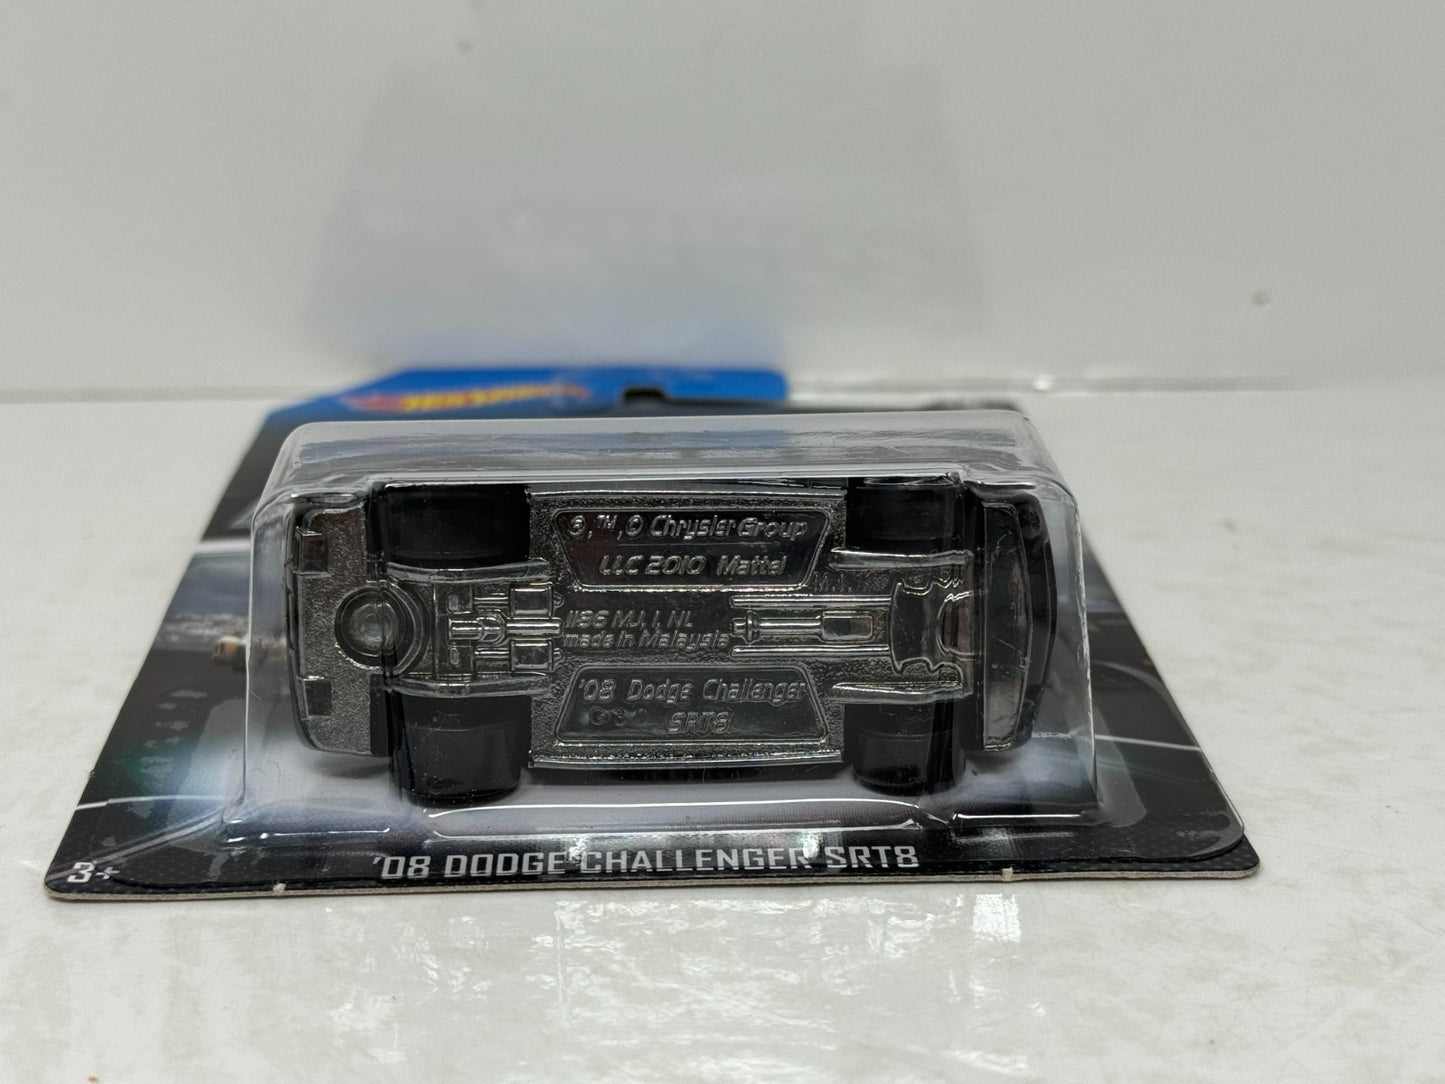 ®,™,© Chrysler Group
LLC 2010 Mattel
1186 MJ, 1, NL
made in Malaysia
'08 Dodge Challenger
SRT8
3+
'08 DODGE CHALLENGER SRT8